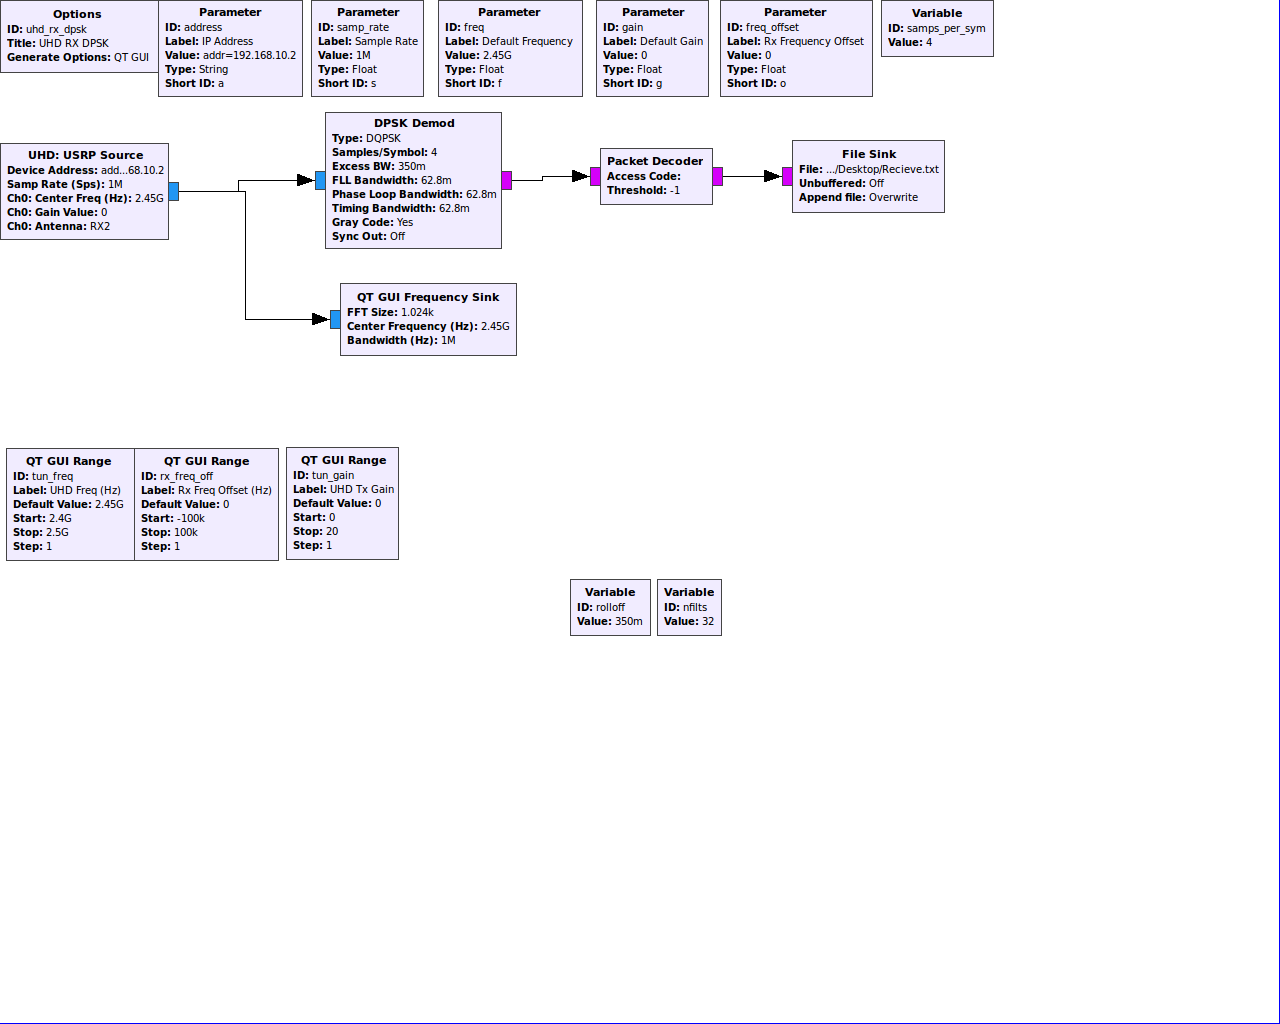 Options
ID: uhd_rx_dpsk
Title: UHD RX DPSK
Generate Options: QT GUI
Parameter
ID: address
Label: IP Address
Value: addr=192.168.10.2
Type: String
Short ID: a
Parameter
ID: samp_rate
Label: Sample Rate
Value: 1M
Type: Float
Short ID: s
Parameter
ID: freq
Label: Default Frequency
Value: 2.45G
Type: Float
Short ID: f
Parameter
ID: gain
Label: Default Gain
Value: 0
Type: Float
Short ID: g
Parameter
ID: freq_offset
Label: Rx Frequency Offset
Value: 0
Type: Float
Short ID: o
Variable
ID: samps_per_sym
Value: 4
UHD: USRP Source
Device Address: add...68.10.2
Samp Rate (Sps): 1M
Ch0: Center Freq (Hz): 2.45G
Ch0: Gain Value: 0
Ch0: Antenna: RX2
DPSK Demod
Type: DQPSK
Samples/Symbol: 4
Excess BW: 350m
FLL Bandwidth: 62.8m
Phase Loop Bandwidth: 62.8m
Timing Bandwidth: 62.8m
Gray Code: Yes
Sync Out: Off
Packet Decoder
Access Code:
Threshold: -1
File Sink
File: .../Desktop/Recieve.txt
Unbuffered: Off
Append file: Overwrite
QT GUI Frequency Sink
FFT Size: 1.024k
Center Frequency (Hz): 2.45G
Bandwidth (Hz): 1M
QT GUI Range
ID: tun_freq
Label: UHD Freq (Hz)
Default Value: 2.45G
Start: 2.4G
Stop: 2.5G
Step: 1
QT GUI Range
ID: rx_freq_off
Label: Rx Freq Offset (Hz)
Default Value: 0
Start: -100k
Stop: 100k
Step: 1
QT GUI Range
ID: tun_gain
Label: UHD Tx Gain
Default Value: 0
Start: 0
Stop: 20
Step: 1
Variable
ID: rolloff
Value: 350m
Variable
ID: nfilts
Value: 32